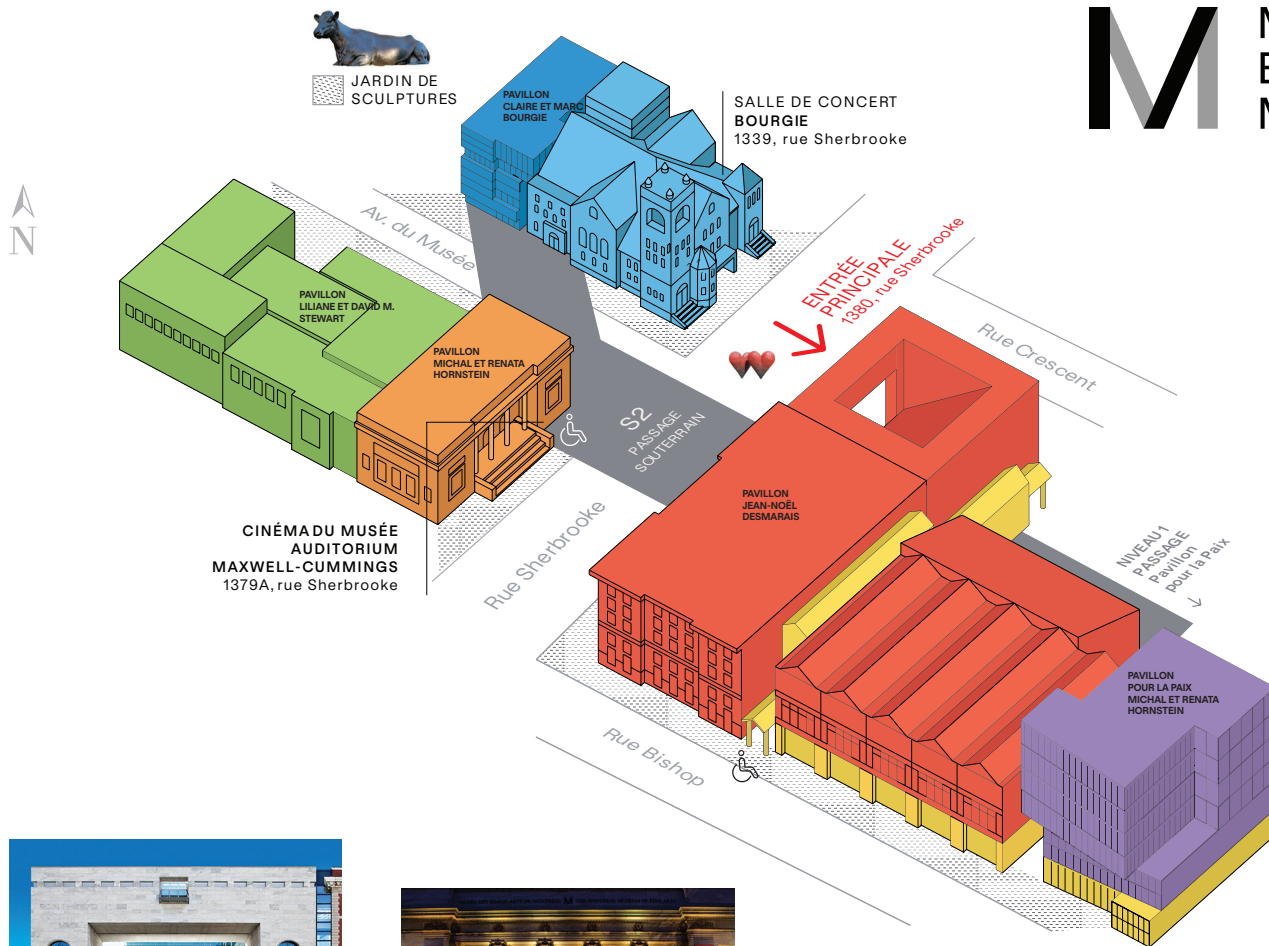 JARDIN DE
SCULPTURES
PAVILLON
CLAIRE ET MARC
BOURGIE
SALLE DE CONCERT
BOURGIE
1339, rue Sherbrooke
M
N
Av. du Musée
ENTRÉE
PRINCIPALE
1380, rue Sherbrooke
Rue Crescent
PAVILLON
LILIANE ET DAVID M.
STEWART
PAVILLON
MICHAL ET RENATA
HORNSTEIN
S2
PASSAGE
SOUTERRAIN
PAVILLON
JEAN-NOËL
DESMARAIS
CINÉMA DU MUSÉE
AUDITORIUM
MAXWELL-CUMMINGS
1379A, rue Sherbrooke
Rue Sherbrooke
NIVEAU 1
PASSAGE
Pavillon
pour la Paix
PAVILLON
POUR LA PAIX
MICHAL ET RENATA
HORNSTEIN
Rue Bishop